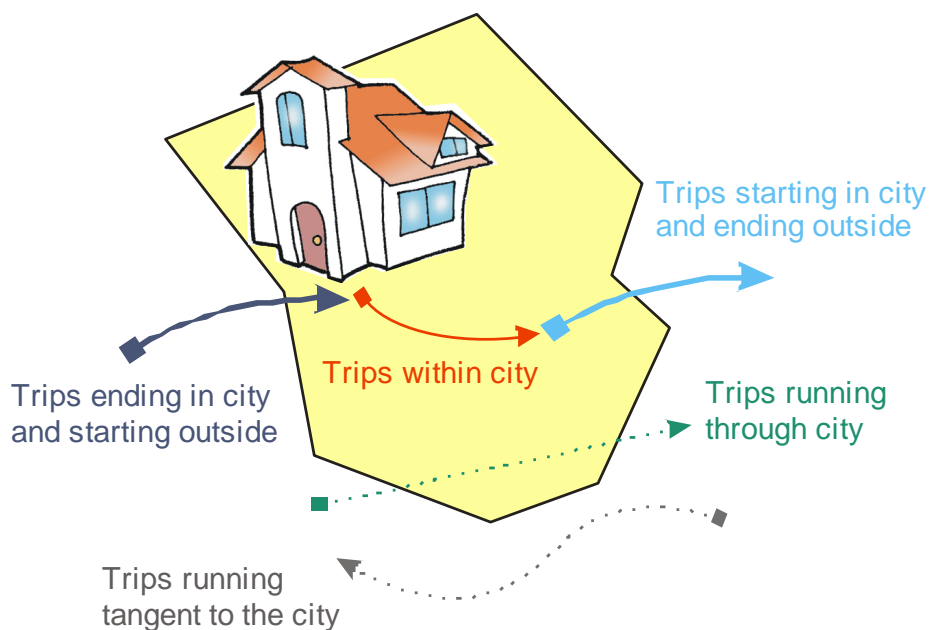 Trips starting in city
and ending outside
Trips within city
Trips ending in city
and starting outside
Trips running
through city
Trips running
tangent to the city